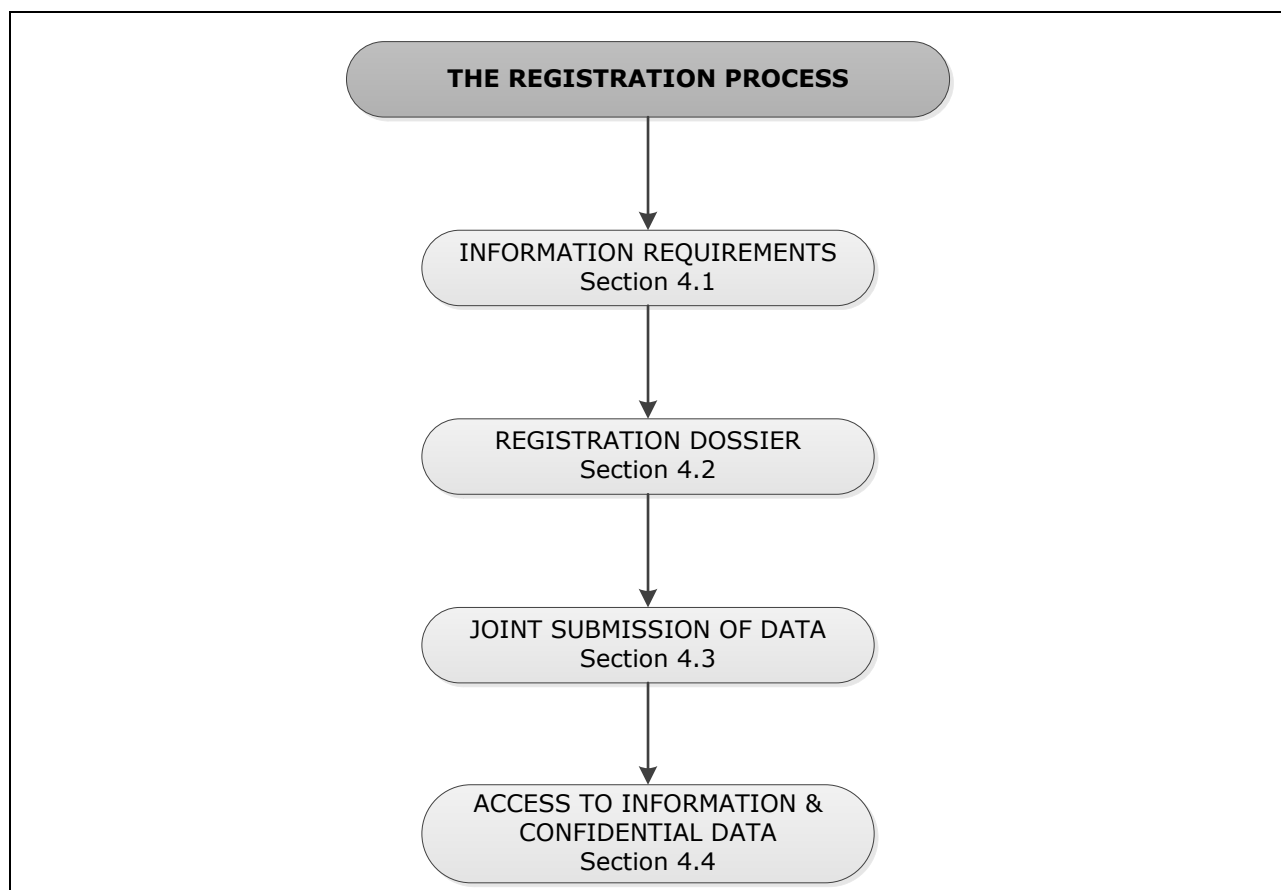 THE REGISTRATION PROCESS
INFORMATION REQUIREMENTS
Section 4.1
REGISTRATION DOSSIER
Section 4.2
JOINT SUBMISSION OF DATA
Section 4.3
ACCESS TO INFORMATION &
CONFIDENTIAL DATA
Section 4.4